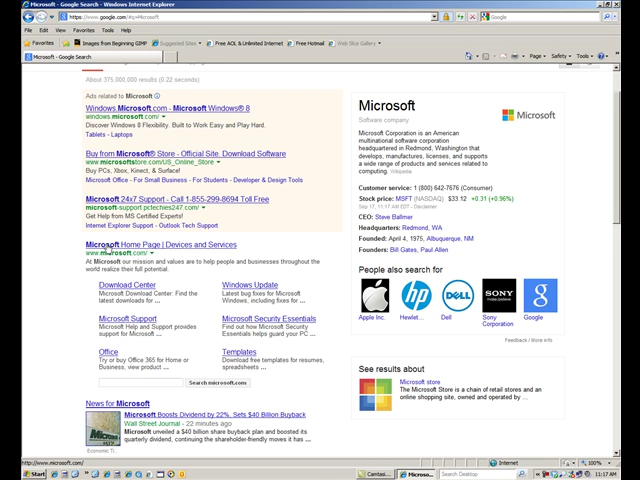 Microsoft - Google Search - Windows Internet Explorer
https://www.google.com/#q=Microsoft
Google
File Edit View Favorites Tools Help
Favorites Images from Beginning GIMP Suggested Sites Free AOL & Unlimited Internet Free Hotmail Web Slice Gallery
Microsoft - Google Search
Page Safety Tools
About 375,000,000 results (0.22 seconds)
Ads related to Microsoft
Windows.Microsoft.com - Microsoft Windows® 8
windows.microsoft.com/
Discover Windows 8 Flexibility. Built to Work Easy and Play Hard.
Tablets - Laptops
Buy from Microsoft® Store - Official Site, Download Software
www.microsoftstore.com/US_Online_Store
Buy PCs, Xbox, Kinect, & Surface!
Microsoft Office - For Small Business - For Students - Developer & Design Tools
Microsoft 24x7 Support - Call 1-855-299-8694 Toll Free
microsoft-support.pctechies247.com/
Get Help from MS Certified Experts!
Internet Explorer Support - Outlook Tech Support
Microsoft Home Page | Devices and Services
www.microsoft.com/
At Microsoft our mission and values are to help people and businesses throughout the
world realize their full potential.
Download Center
Microsoft Download Center: Find the
latest downloads for ...
Windows Update
Latest bug fixes for Microsoft
Windows, including fixes for ...
Microsoft Support
Microsoft Help and Support provides
support for Microsoft ...
Microsoft Security Essentials
Find out how Microsoft Security
Essentials helps guard your PC ...
Office
Try or buy Office 365 for Home or
Business, view product ...
Templates
Download free templates for resumes,
spreadsheets ...
Search microsoft.com
News for Microsoft
Microsoft Boosts Dividend by 22%, Sets $40 Billion Buyback
Wall Street Journal - 22 minutes ago
Microsoft unveiled a $40 billion share buyback plan and boosted its
quarterly dividend, continuing the shareholder-friendly moves it has ...
Economic Ti...
Microsoft
Software company
Microsoft
Microsoft Corporation is an American
multinational software corporation
headquartered in Redmond, Washington that
develops, manufactures, licenses, and supports
a wide range of products and services related to
computing. Wikipedia
Customer service: 1 (800) 642-7676 (Consumer)
Stock price: MSFT (NASDAQ) $33.12 +0.31 (+0.96%)
Sep 17, 11:17 AM EDT - Disclaimer
CEO: Steve Ballmer
Headquarters: Redmond, WA
Founded: April 4, 1975, Albuquerque, NM
Founders: Bill Gates, Paul Allen
People also search for
hp
DELL
SONY
make.believe
g
Apple Inc.
Hewlet...
Dell
Sony
Corporation
Google
Feedback / More info
See results about
Microsoft store
The Microsoft Store is a chain of retail stores and an
online shopping site, owned and operated by ...
http://www.microsoft.com/
Internet
100%
Start
Camtasi...
Microso...
Search Desktop
11:17 AM